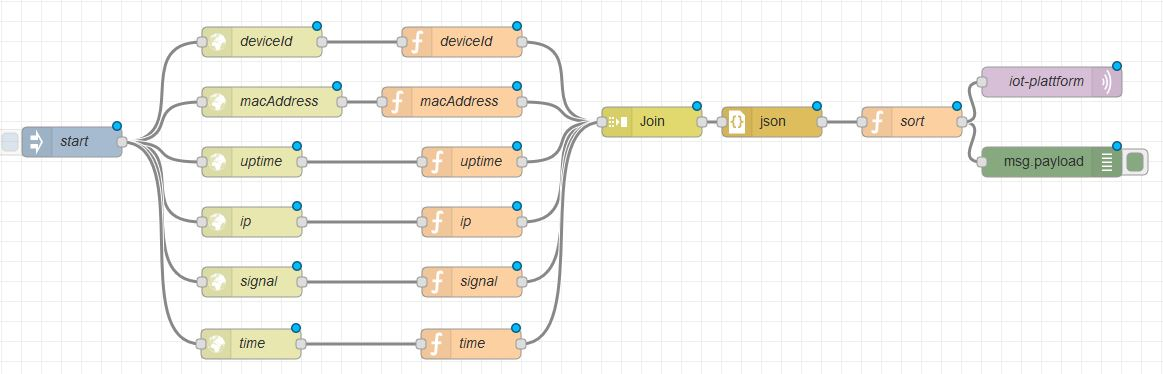 start
deviceId
deviceId
macAddress
macAddress
uptime
uptime
ip
ip
signal
signal
time
time
Join
json
sort
iot-plattform
msg.payload